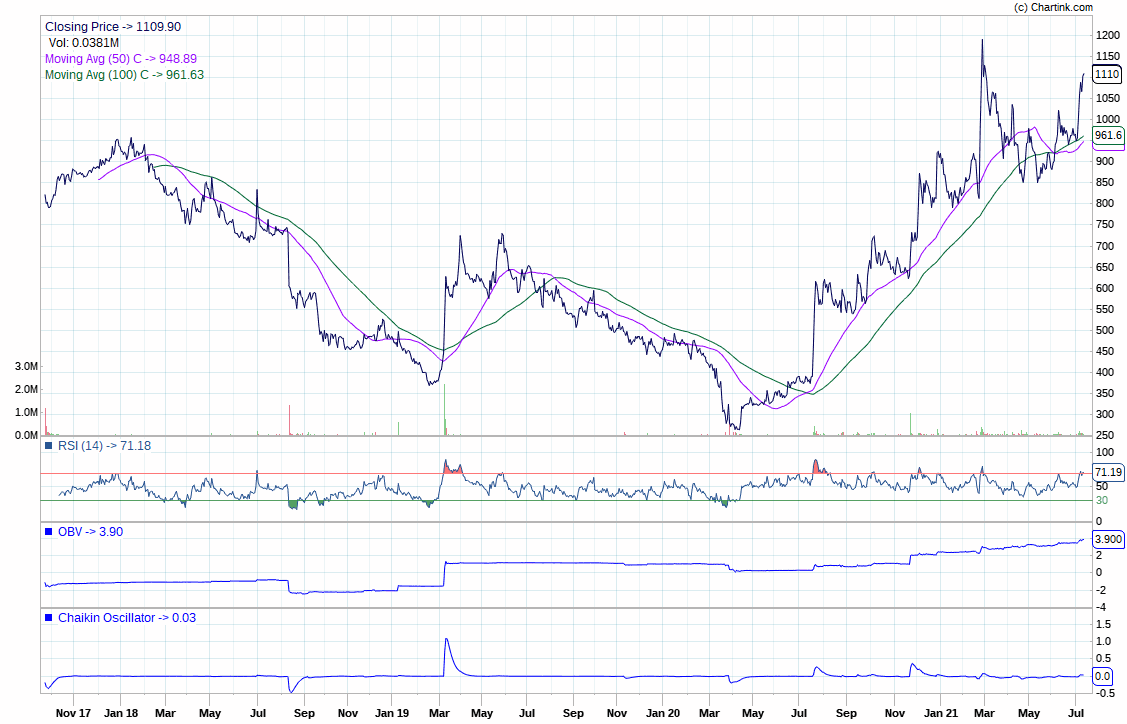 (c) Chartink.com
Closing Price -> 1109.90
Vol: 0.0381M
Moving Avg (50) C -> 948.89
Moving Avg (100) C -> 961.63
1200
1150
1110
1050
1000
961.6
900
850
800
750
700
650
600
550
500
450
400
350
300
250
3.0M
2.0M
1.0M
0.0M
RSI (14) -> 71.18
100
71.19
50
30
0
OBV -> 3.90
3.900
2
0
-2
-4
Chaikin Oscillator -> 0.03
1.5
1.0
0.5
0.0
-0.5
Nov 17 Jan 18 Mar May Jul Sep Nov Jan 19 Mar May Jul Sep Nov Jan 20 Mar May Jul Sep Nov Jan 21 Mar May Jul